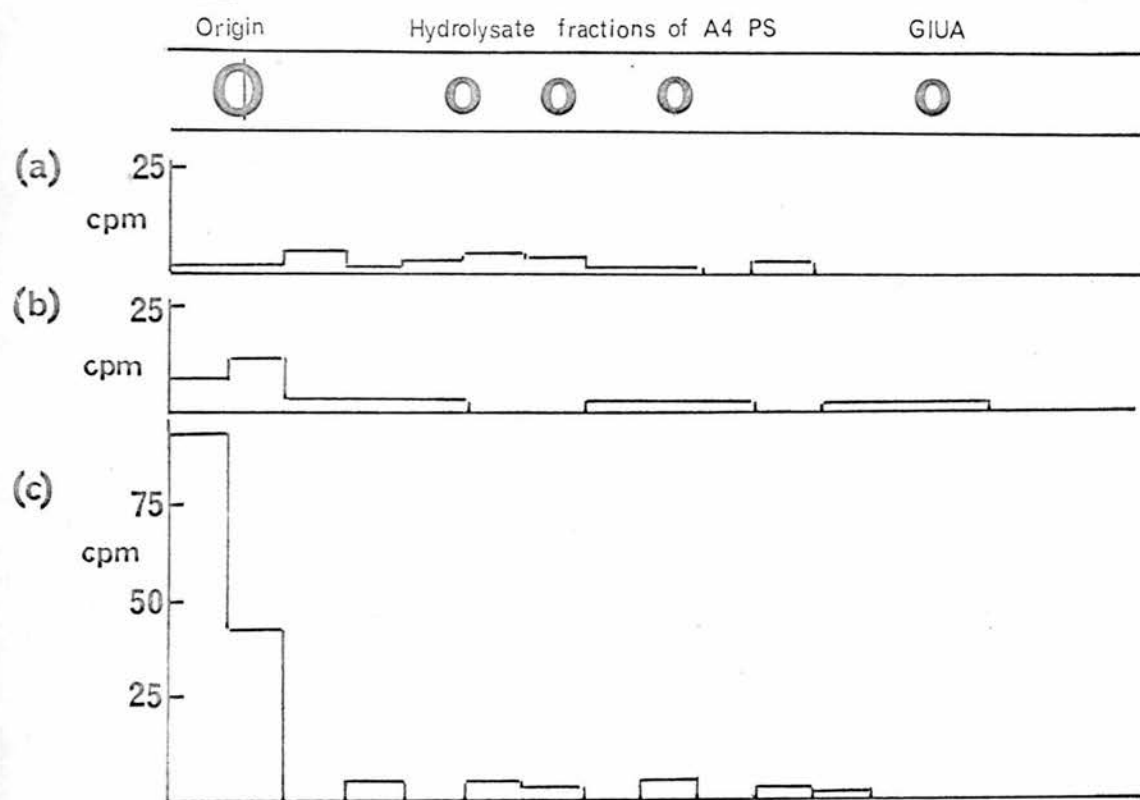 Origin Hydrolysate fractions of A4 PS GlUA
(a) 25
cpm
(b) 25
cpm
(c) 75
cpm
50
25